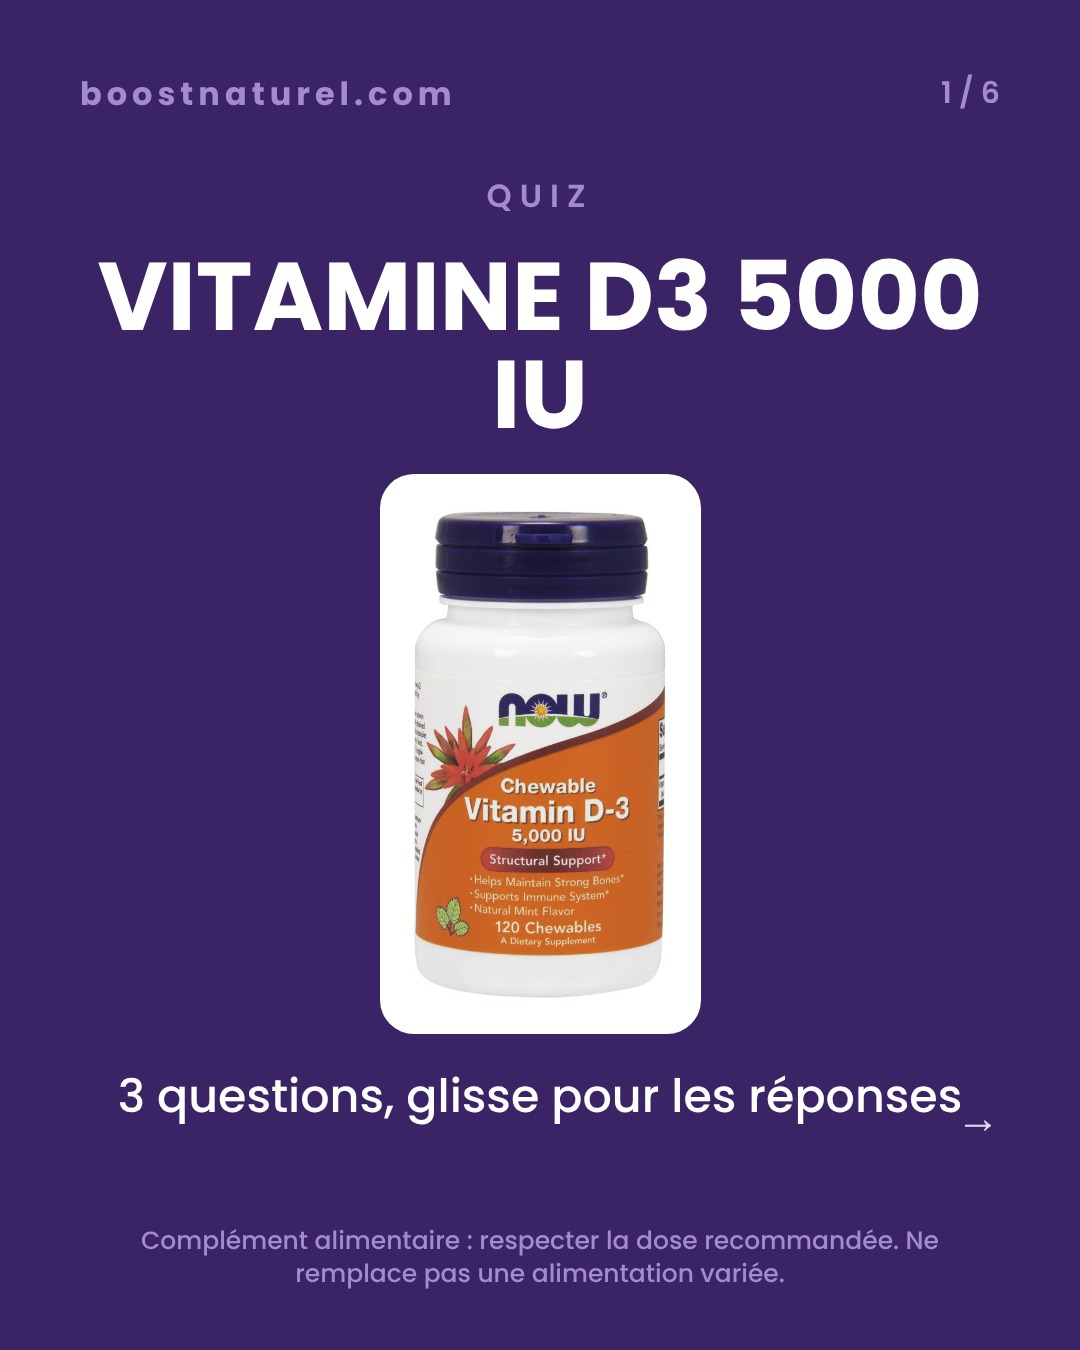 boostnaturel.com
1 / 6
QUIZ
VITAMINE D3 5000
IU
NOW®
Chewable
Vitamin D-3
5,000 IU
Structural Support*
·Helps Maintain Strong Bones*
·Supports Immune System*
·Natural Mint Flavor
120 Chewables
A Dietary Supplement
3 questions, glisse pour les réponses
→
Complément alimentaire : respecter la dose recommandée. Ne
remplace pas une alimentation variée.